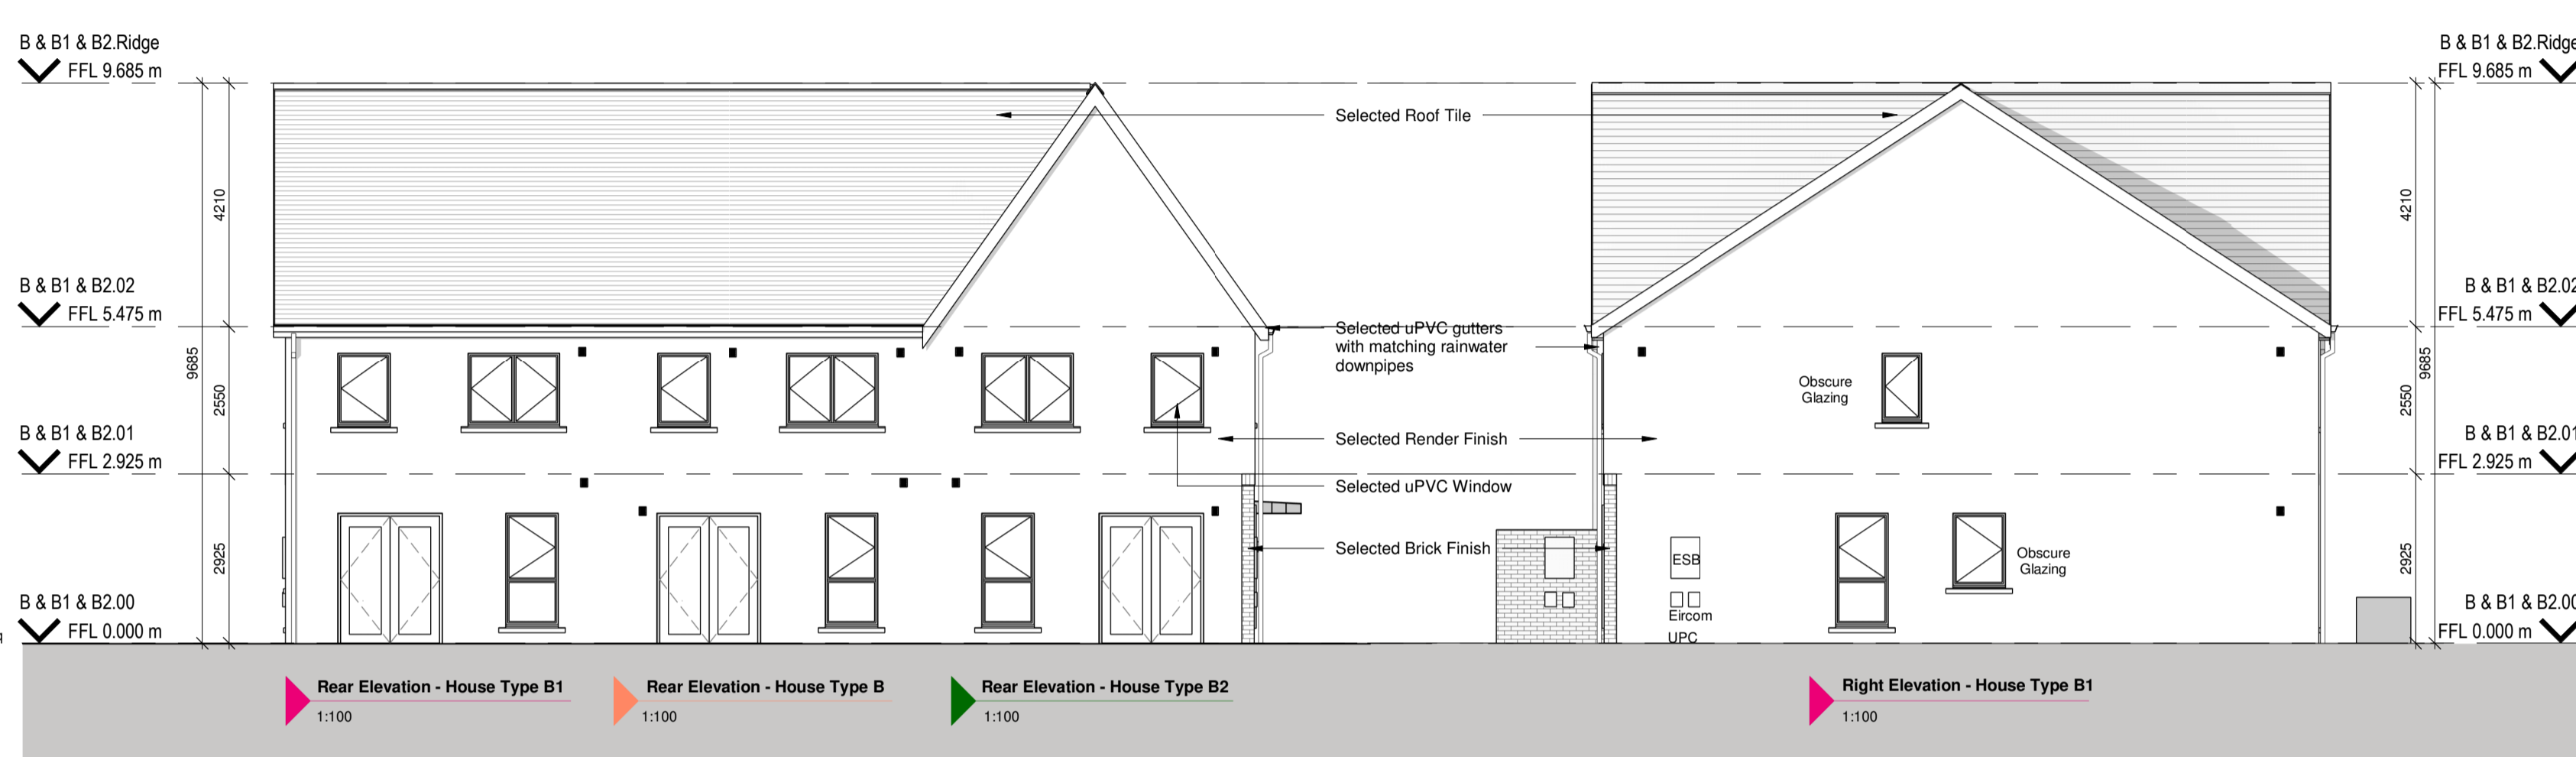 B & B1 & B2.Ridge
FFL 9.685 m
B & B1 & B2.02
FFL 5.475 m
B & B1 & B2.01
FFL 2.925 m
B & B1 & B2.00
FFL 0.000 m
9685
4210
2550
2925
Selected Roof Tile
Selected uPVC gutters
with matching rainwater
downpipes
Selected Render Finish
Selected uPVC Window
Selected Brick Finish
Obscure
Glazing
ESB
Eircom
UPC
Obscure
Glazing
4210
9685
2550
2925
B & B1 & B2.Ridge
FFL 9.685 m
B & B1 & B2.02
FFL 5.475 m
B & B1 & B2.01
FFL 2.925 m
B & B1 & B2.00
FFL 0.000 m
Rear Elevation - House Type B1
1:100
Rear Elevation - House Type B
1:100
Rear Elevation - House Type B2
1:100
Right Elevation - House Type B1
1:100